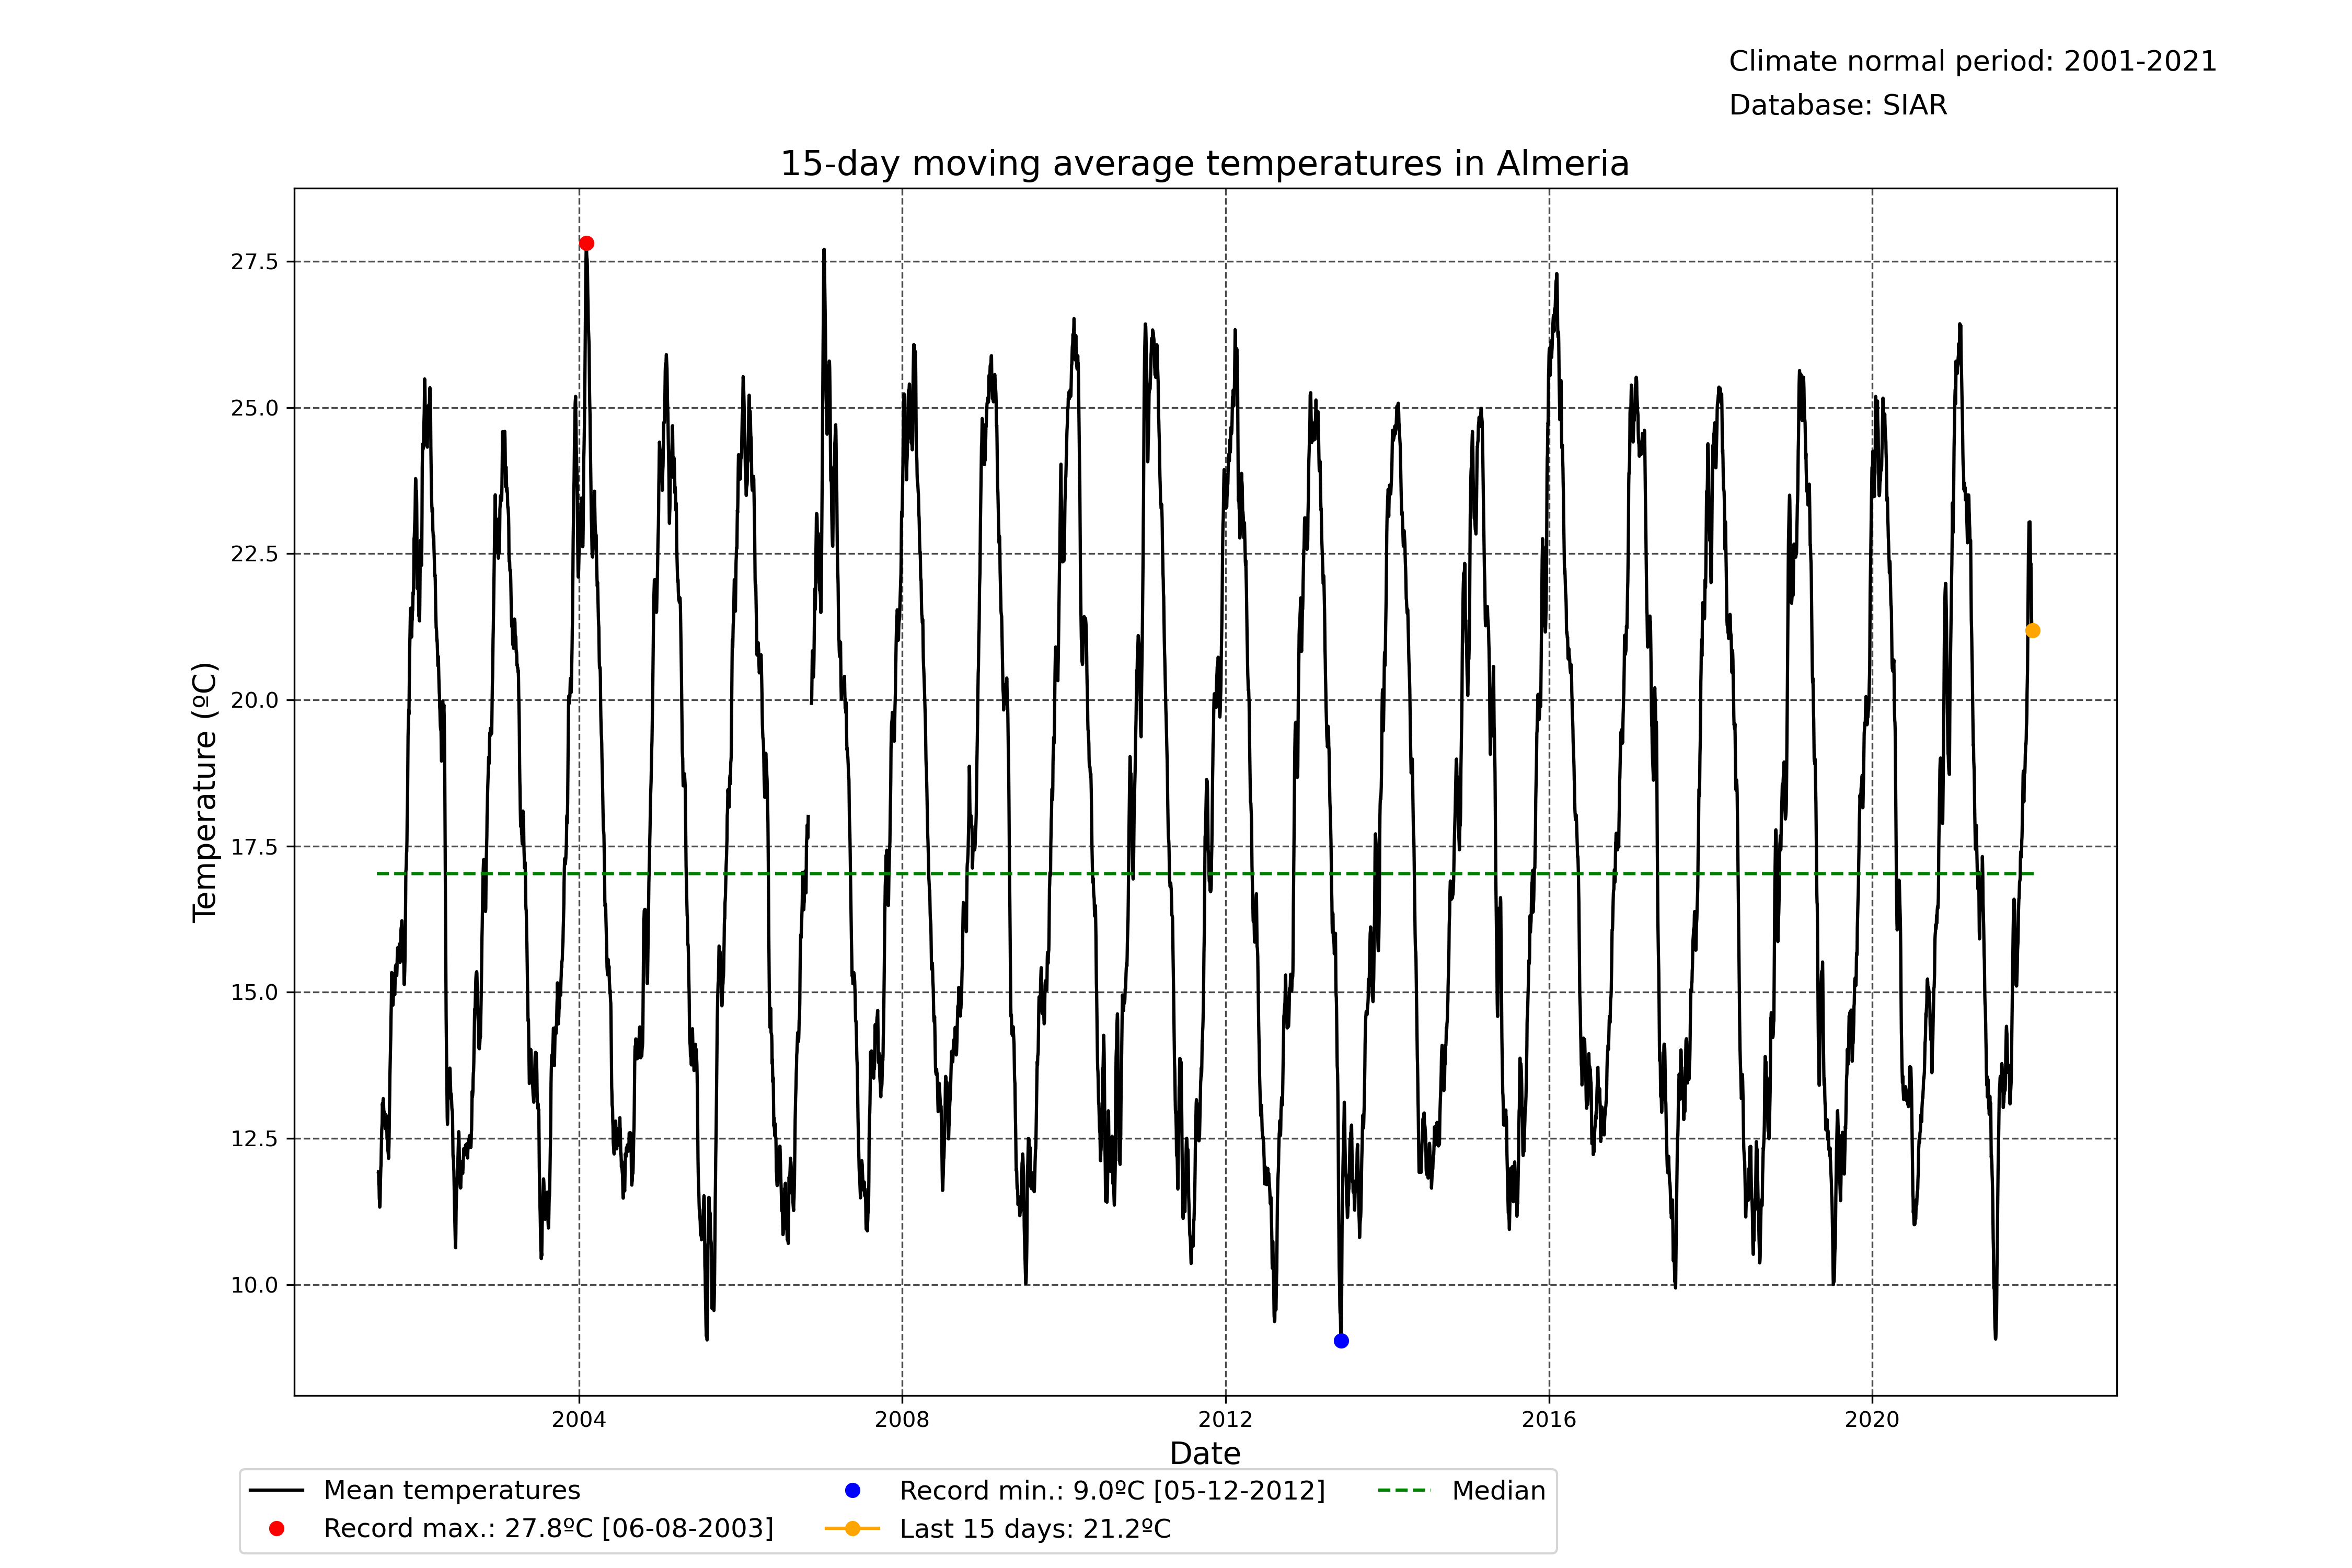 Climate normal period: 2001-2021
Database: SIAR
15-day moving average temperatures in Almeria
27.5
25.0
22.5
20.0
17.5
15.0
12.5
10.0
Temperature (ºC)
2004 2008 2012 2016 2020
Date
Mean temperatures
Record max.: 27.8ºC [06-08-2003]
Record min.: 9.0ºC [05-12-2012]
Last 15 days: 21.2ºC
Median